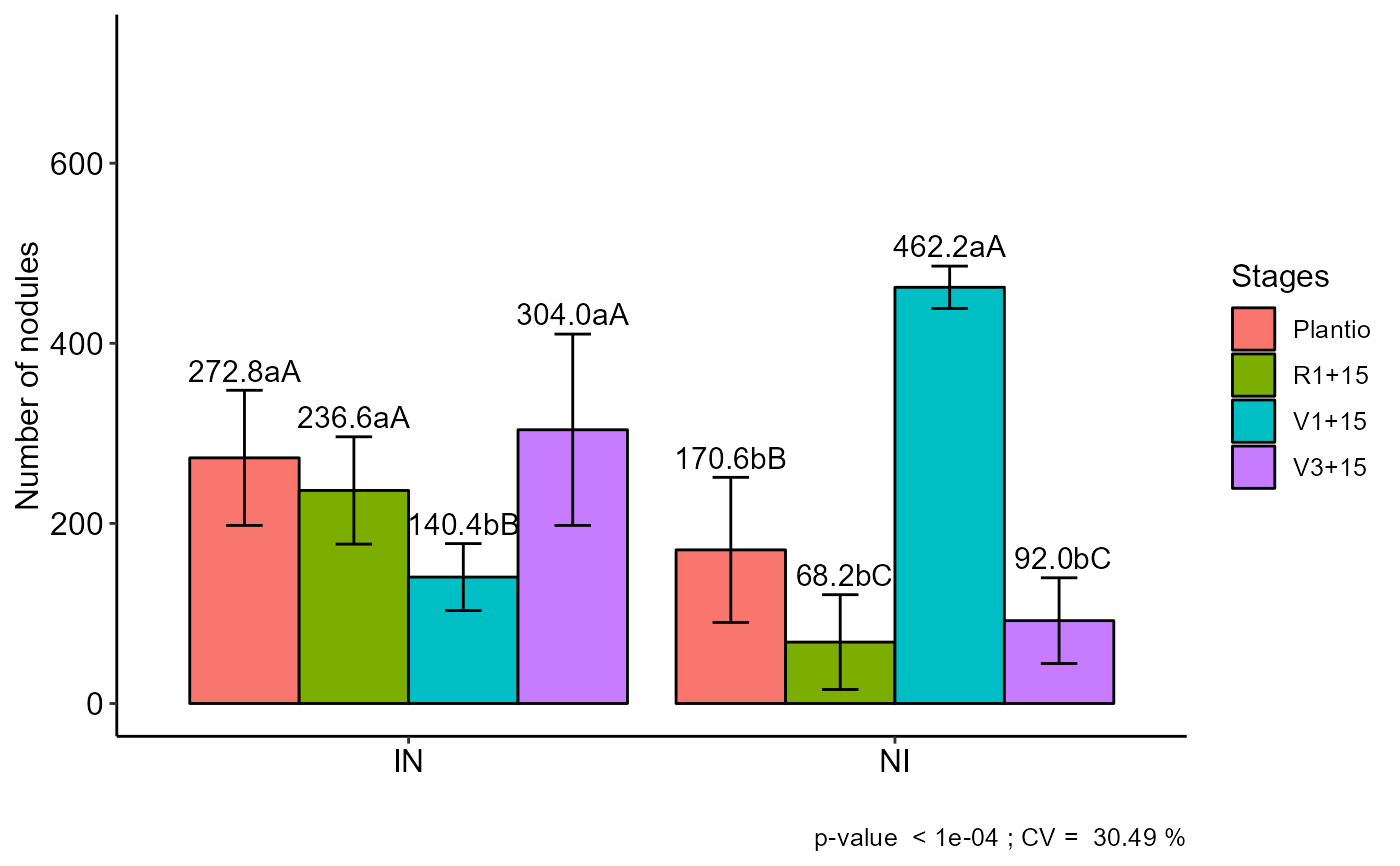 Number of nodules
600
400
200
0
272.8aA
236.6aA
140.4bB
304.0aA
170.6bB
68.2bC
462.2aA
92.0bC
IN
NI
Stages
Plantio
R1+15
V1+15
V3+15
p-value < 1e-04 ; CV = 30.49 %